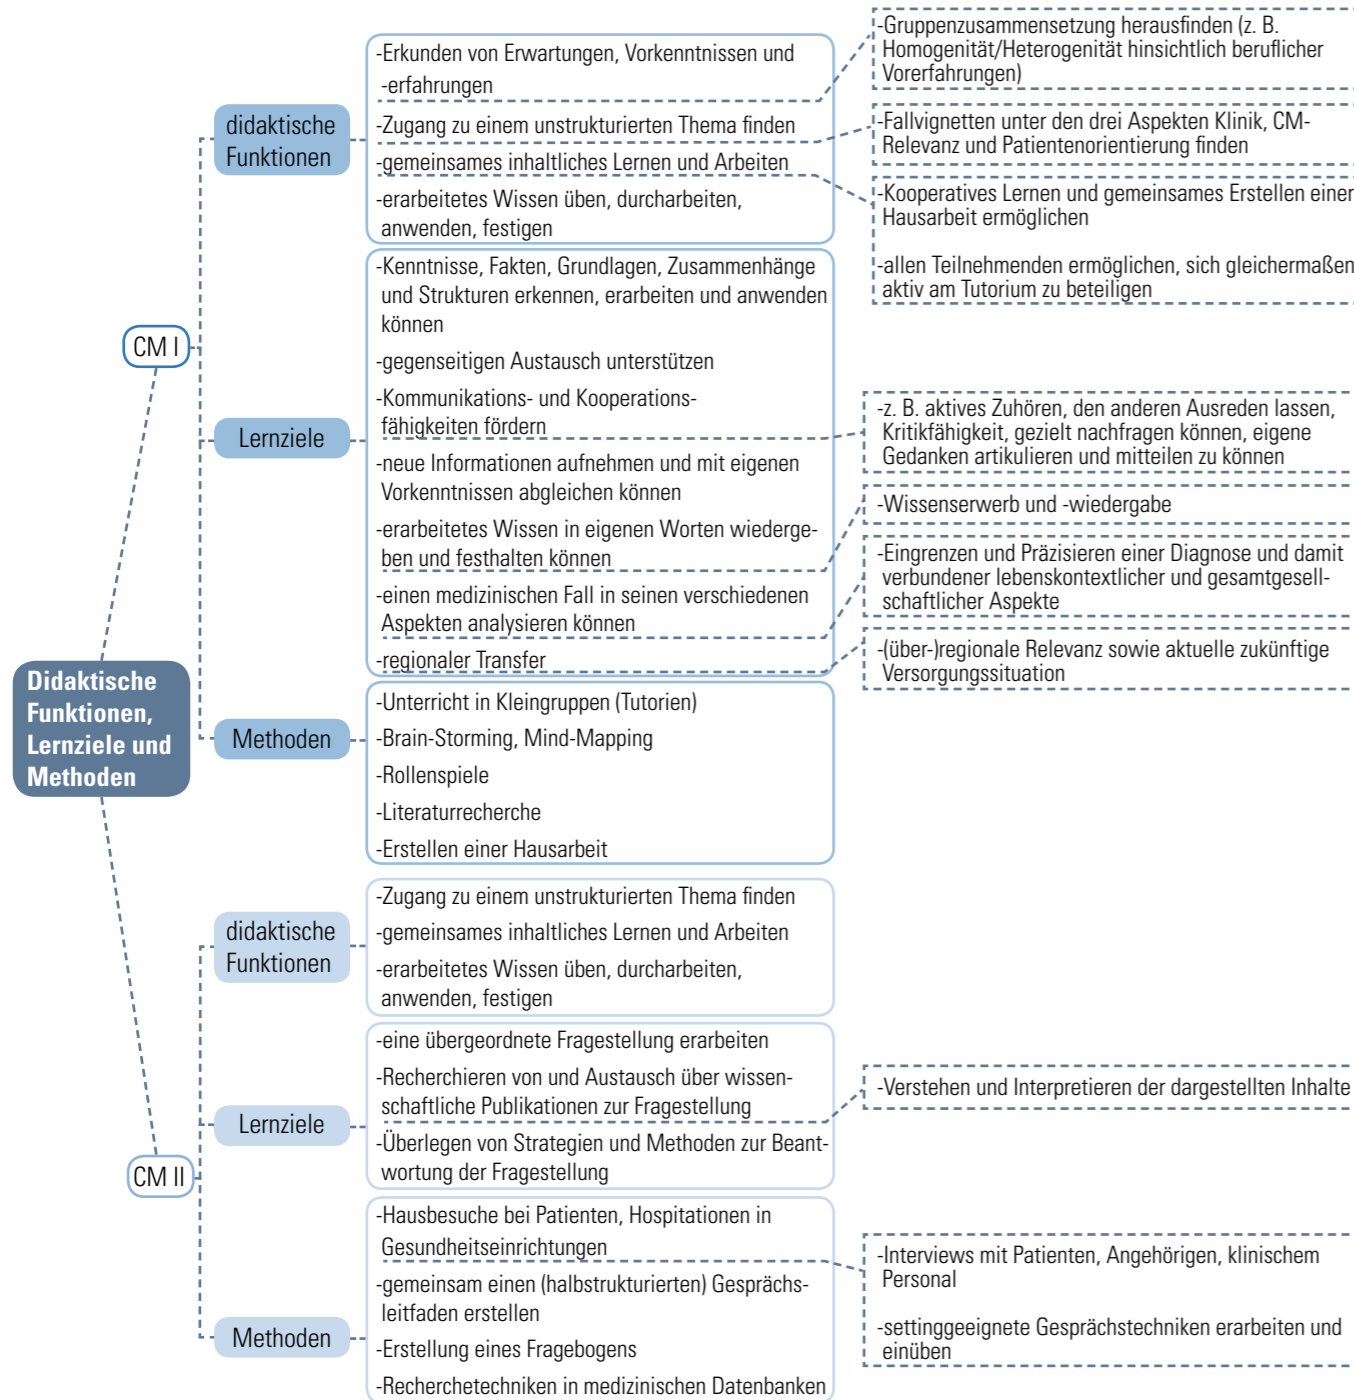 Didaktische
Funktionen,
Lernziele und
Methoden
CM I
didaktische
Funktionen
-Erkunden von Erwartungen, Vorkenntnissen und
-erfahrungen
-Zugang zu einem unstrukturierten Thema finden
-gemeinsames inhaltliches Lernen und Arbeiten
-erarbeitetes Wissen üben, durcharbeiten,
anwenden, festigen
-Gruppenzusammensetzung herausfinden (z. B.
Homogenität/Heterogenität hinsichtlich beruflicher
Vorerfahrungen)
-Fallvignetten unter den drei Aspekten Klinik, CM-
Relevanz und Patientenorientierung finden
-Kooperatives Lernen und gemeinsames Erstellen einer
Hausarbeit ermöglichen
-allen Teilnehmenden ermöglichen, sich gleichermaßen
aktiv am Tutorium zu beteiligen
Lernziele
-Kenntnisse, Fakten, Grundlagen, Zusammenhänge
und Strukturen erkennen, erarbeiten und anwenden
können
-gegenseitigen Austausch unterstützen
-Kommunikations- und Kooperations-
fähigkeiten fördern
-neue Informationen aufnehmen und mit eigenen
Vorkenntnissen abgleichen können
-erarbeitetes Wissen in eigenen Worten wiederge-
ben und festhalten können
-einen medizinischen Fall in seinen verschiedenen
Aspekten analysieren können
-regionaler Transfer
-z. B. aktives Zuhören, den anderen Ausreden lassen,
Kritikfähigkeit, gezielt nachfragen können, eigene
Gedanken artikulieren und mitteilen zu können
-Wissenserwerb und -wiedergabe
-Eingrenzen und Präzisieren einer Diagnose und damit
verbundener lebenskontextlicher und gesamtgesell-
schaftlicher Aspekte
-(über-)regionale Relevanz sowie aktuelle zukünftige
Versorgungssituation
Methoden
-Unterricht in Kleingruppen (Tutorien)
-Brain-Storming, Mind-Mapping
-Rollenspiele
-Literaturrecherche
-Erstellen einer Hausarbeit
CM II
didaktische
Funktionen
-Zugang zu einem unstrukturierten Thema finden
-gemeinsames inhaltliches Lernen und Arbeiten
-erarbeitetes Wissen üben, durcharbeiten,
anwenden, festigen
Lernziele
-eine übergeordnete Fragestellung erarbeiten
-Recherchieren von und Austausch über wissen-
schaftliche Publikationen zur Fragestellung
-Überlegen von Strategien und Methoden zur Beant-
wortung der Fragestellung
-Verstehen und Interpretieren der dargestellten Inhalte
Methoden
-Hausbesuche bei Patienten, Hospitationen in
Gesundheitseinrichtungen
-gemeinsam einen (halbstrukturierten) Gesprächs-
leitfaden erstellen
-Erstellung eines Fragebogens
-Recherchetechniken in medizinischen Datenbanken
-Interviews mit Patienten, Angehörigen, klinischem
Personal
-settinggeeignete Gesprächstechniken erarbeiten und
einüben